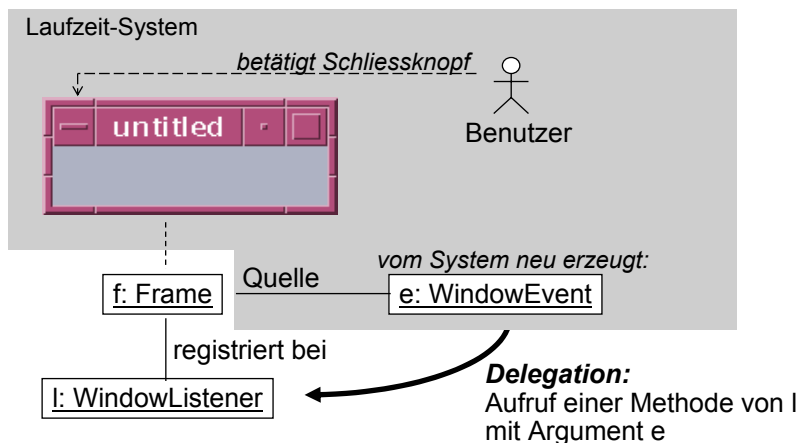 Laufzeit-System
betätigt Schliessknopf
untitled
Benutzer
vom System neu erzeugt:
f: Frame
Quelle
e: WindowEvent
registriert bei
l: WindowListener
Delegation:
Aufruf einer Methode von l
mit Argument e